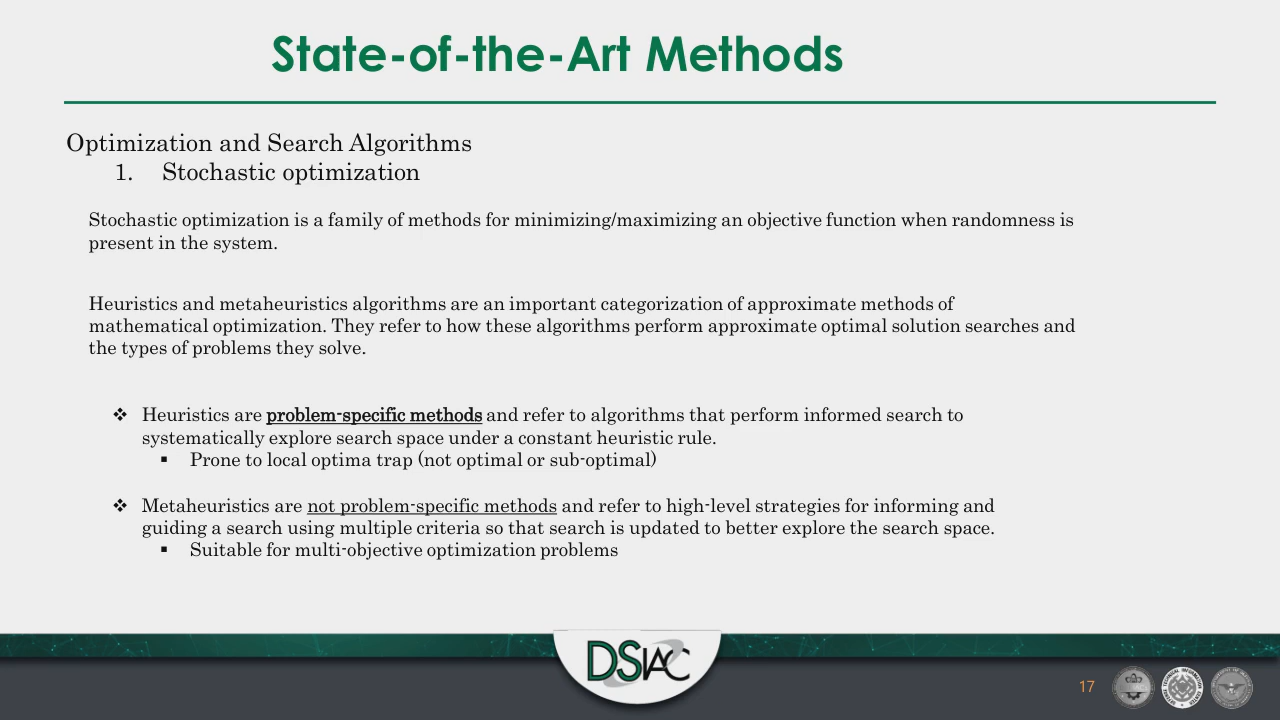 State-of-the-Art Methods
Optimization and Search Algorithms
1. Stochastic optimization
Stochastic optimization is a family of methods for minimizing/maximizing an objective function when randomness is
present in the system.
Heuristics and metaheuristics algorithms are an important categorization of approximate methods of
mathematical optimization. They refer to how these algorithms perform approximate optimal solution searches and
the types of problems they solve.
❖ Heuristics are problem-specific methods and refer to algorithms that perform informed search to
systematically explore search space under a constant heuristic rule.
▪ Prone to local optima trap (not optimal or sub-optimal)
❖ Metaheuristics are not problem-specific methods and refer to high-level strategies for informing and
guiding a search using multiple criteria so that search is updated to better explore the search space.
▪ Suitable for multi-objective optimization problems
DSIAC
17